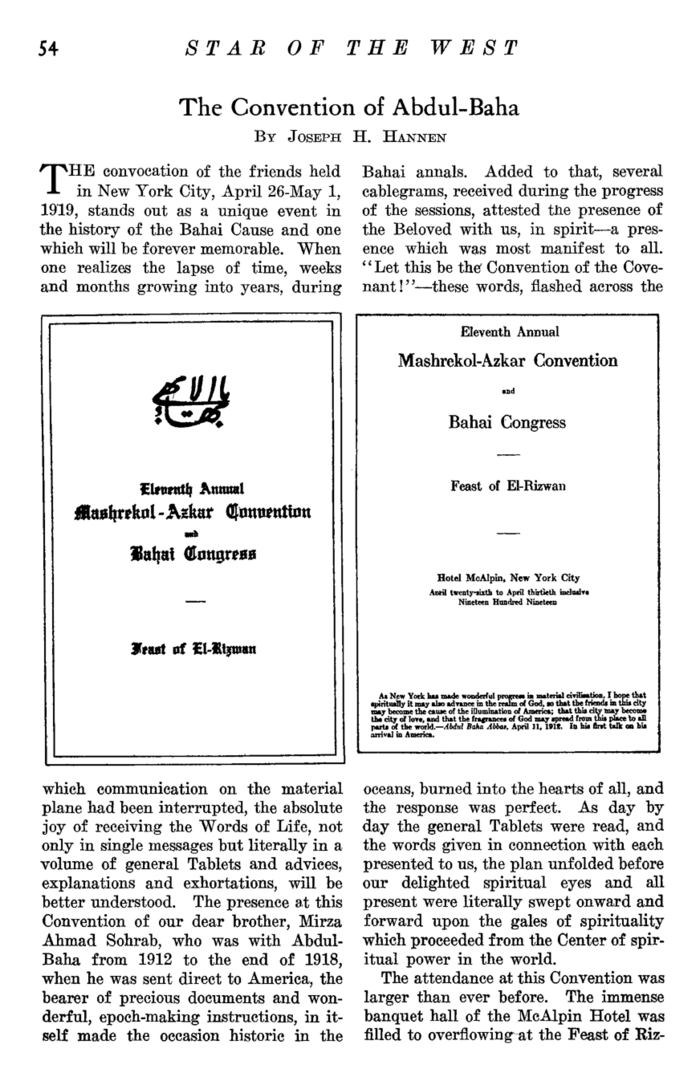 54 STAR OF THE WEST
The Convention of Abdul-Baha
BY JOSEPH H. HANNEN
THE convocation of the friends held
in New York City, April 26-May 1,
1919, stands out as a unique event in
the history of the Bahai Cause and one
which will be forever memorable. When
one realizes the lapse of time, weeks
and months growing into years, during
Bahai annals. Added to that, several
cablegrams, received during the progress
of the sessions, attested the presence of
the Beloved with us, in spirit—a pres-
ence which was most manifest to all.
"Let this be the Convention of the Cove-
nant!"—these words, flashed across the
Eleventh Annual
Mashrekol-Azkar Convention
and
Bahai Congress
Feast of El-Rizwan
Eleventh Annual
Mashrekol-Azkar Convention
and
Bahai Congress
Feast of El-Rizwan
Hotel McAlpin, New York City
April twenty-sixth to April thirtieth inclusive
Nineteen Hundred Nineteen
As New York has made wonderful progress in material civilization, I hope that
spiritually it may also advance in the realm of God, so that the friends in this city
may become the cause of the illumination of America; that this city may become
the city of love, and that the fragrances of God may spread from this place to all
parts of the world.—Abdul Baha Abbas, April 11, 1912. In his first talk on his
arrival in America.
which communication on the material
plane had been interrupted, the absolute
joy of receiving the Words of Life, not
only in single messages but literally in a
volume of general Tablets and advices,
explanations and exhortations, will be
better understood. The presence at this
Convention of our dear brother, Mirza
Ahmad Sohrab, who was with Abdul-
Baha from 1912 to the end of 1918,
when he was sent direct to America, the
bearer of precious documents and won-
derful, epoch-making instructions, in it-
self made the occasion historic in the
oceans, burned into the hearts of all, and
the response was perfect. As day by
day the general Tablets were read, and
the words given in connection with each
presented to us, the plan unfolded before
our delighted spiritual eyes and all
present were literally swept onward and
forward upon the gales of spirituality
which proceeded from the Center of spir-
itual power in the world.
The attendance at this Convention was
larger than ever before. The immense
banquet hall of the McAlpin Hotel was
filled to overflowing at the Feast of Riz-